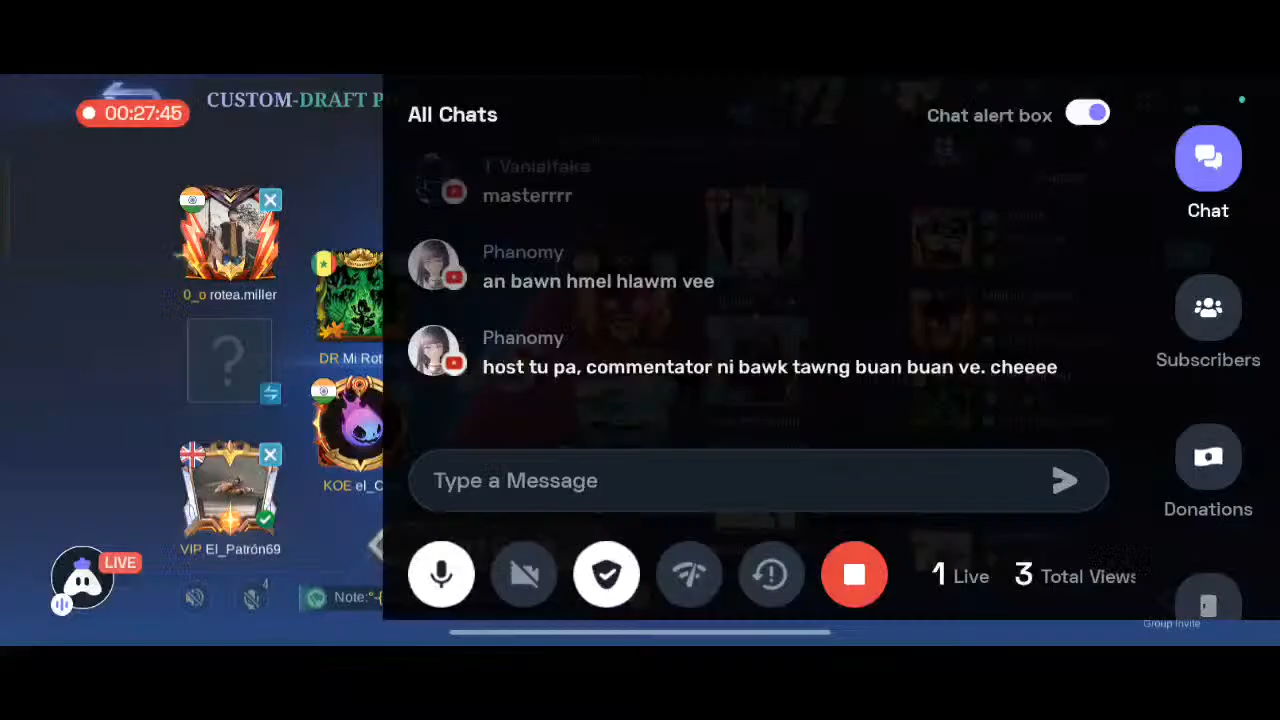 CUSTOM-DRAFT P
00:27:45
All Chats
Chat alert box
T Vanlalfaka
masterrrr
Chat
0_o rotea.miller
Phanomy
an bawn hmel hlawm vee
Phanomy
host tu pa, commentator ni bawk tawng buan buan ve. cheeee
Subscribers
DR Mi Rot
?
KOE el_C
Type a Message
Donations
VIP El_Patrón69
LIVE
4
Note:
1 Live
3 Total Views
Group Invite